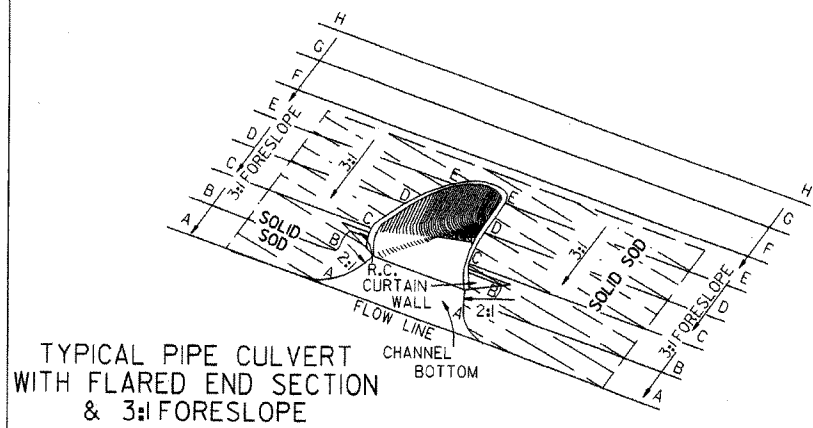 H
G
F
E
D
C
B
A
3:1 FORESLOPE
3:1
SOLID
SOD
E
E
D
D
C
C
B
B
2:1
A
A
R.C.
CURTAIN
WALL
2:1
FLOW LINE
CHANNEL
BOTTOM
3:1
SOLID SOD
H
G
F
E
D
C
B
A
3:1 FORESLOPE
TYPICAL PIPE CULVERT
WITH FLARED END SECTION
& 3:1 FORESLOPE